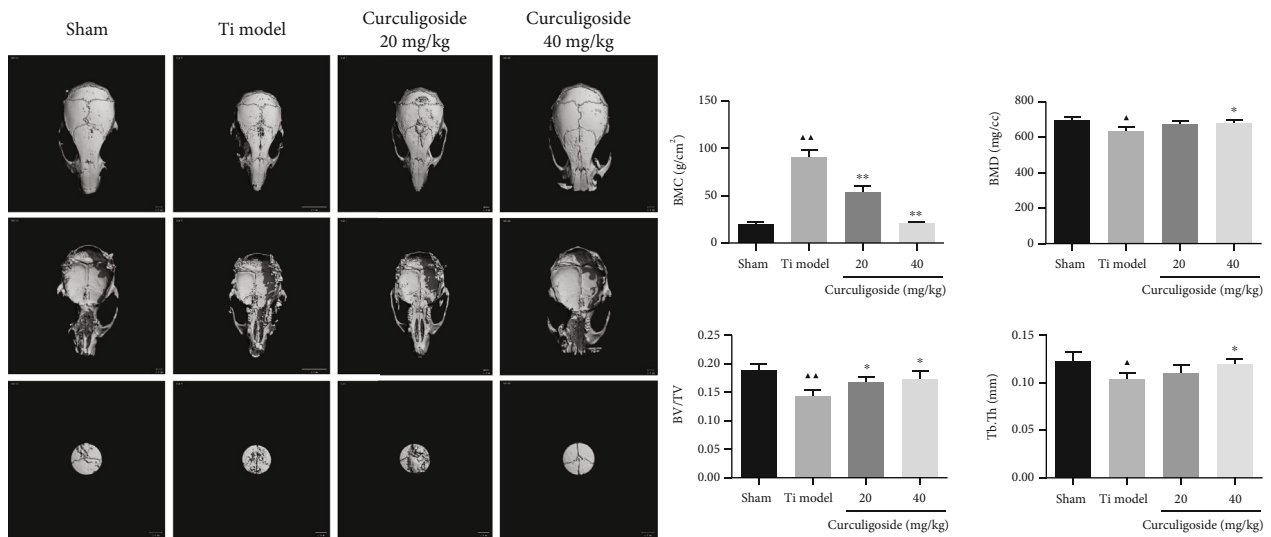 Sham
Ti model
Curculigoside
20 mg/kg
Curculigoside
40 mg/kg
BMC (g/cm²)
150
100
50
0
▲▲
**
**
Sham
Ti model
20
40
Curculigoside (mg/kg)
BMD (mg/cc)
800
600
400
200
0
▲
*
Sham
Ti model
20
40
Curculigoside (mg/kg)
BV/TV
0.25
0.20
0.15
0.10
0.05
0.00
▲▲
*
*
Sham
Ti model
20
40
Curculigoside (mg/kg)
Tb.Th (mm)
0.15
0.10
0.05
0.00
▲
*
Sham
Ti model
20
40
Curculigoside (mg/kg)